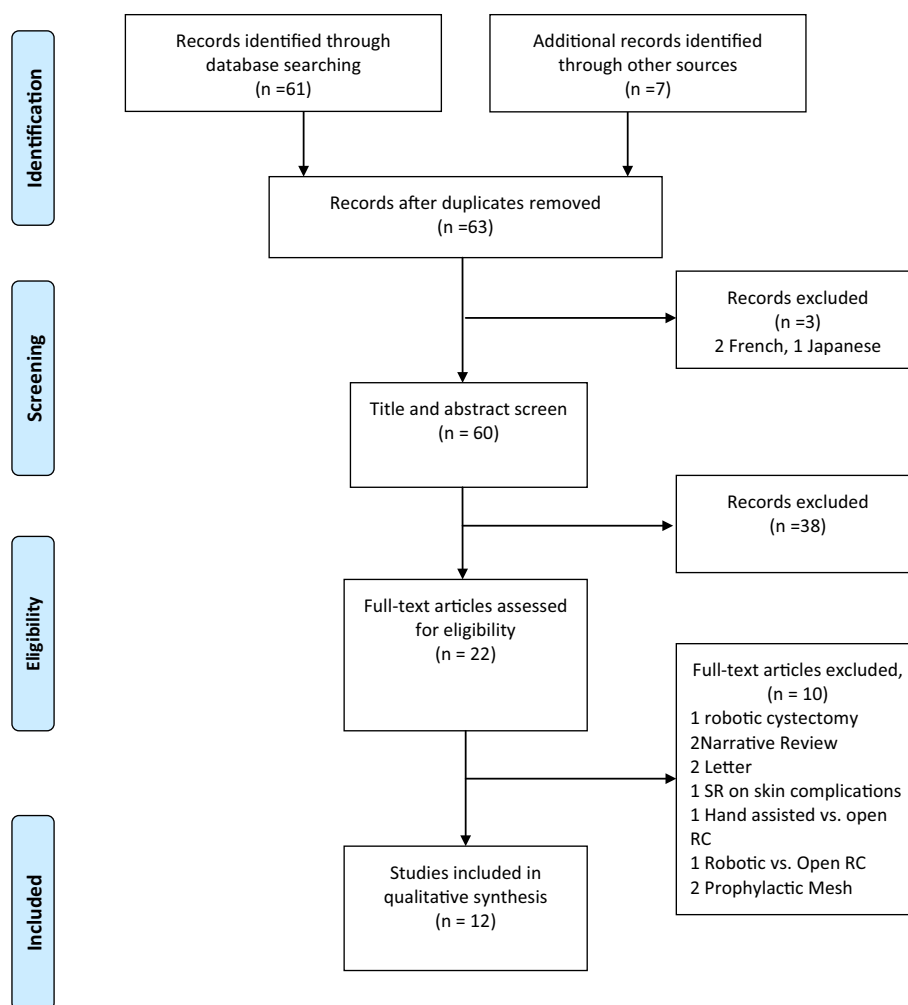 Identification
Records identified through
database searching
(n =61)
Additional records identified
through other sources
(n =7)
Records after duplicates removed
(n =63)
Screening
Records excluded
(n =3)
2 French, 1 Japanese
Title and abstract screen
(n = 60)
Records excluded
(n =38)
Eligibility
Full-text articles assessed
for eligibility
(n = 22)
Full-text articles excluded,
(n = 10)
1 robotic cystectomy
2Narrative Review
2 Letter
1 SR on skin complications
1 Hand assisted vs. open
RC
1 Robotic vs. Open RC
2 Prophylactic Mesh
Included
Studies included in
qualitative synthesis
(n = 12)